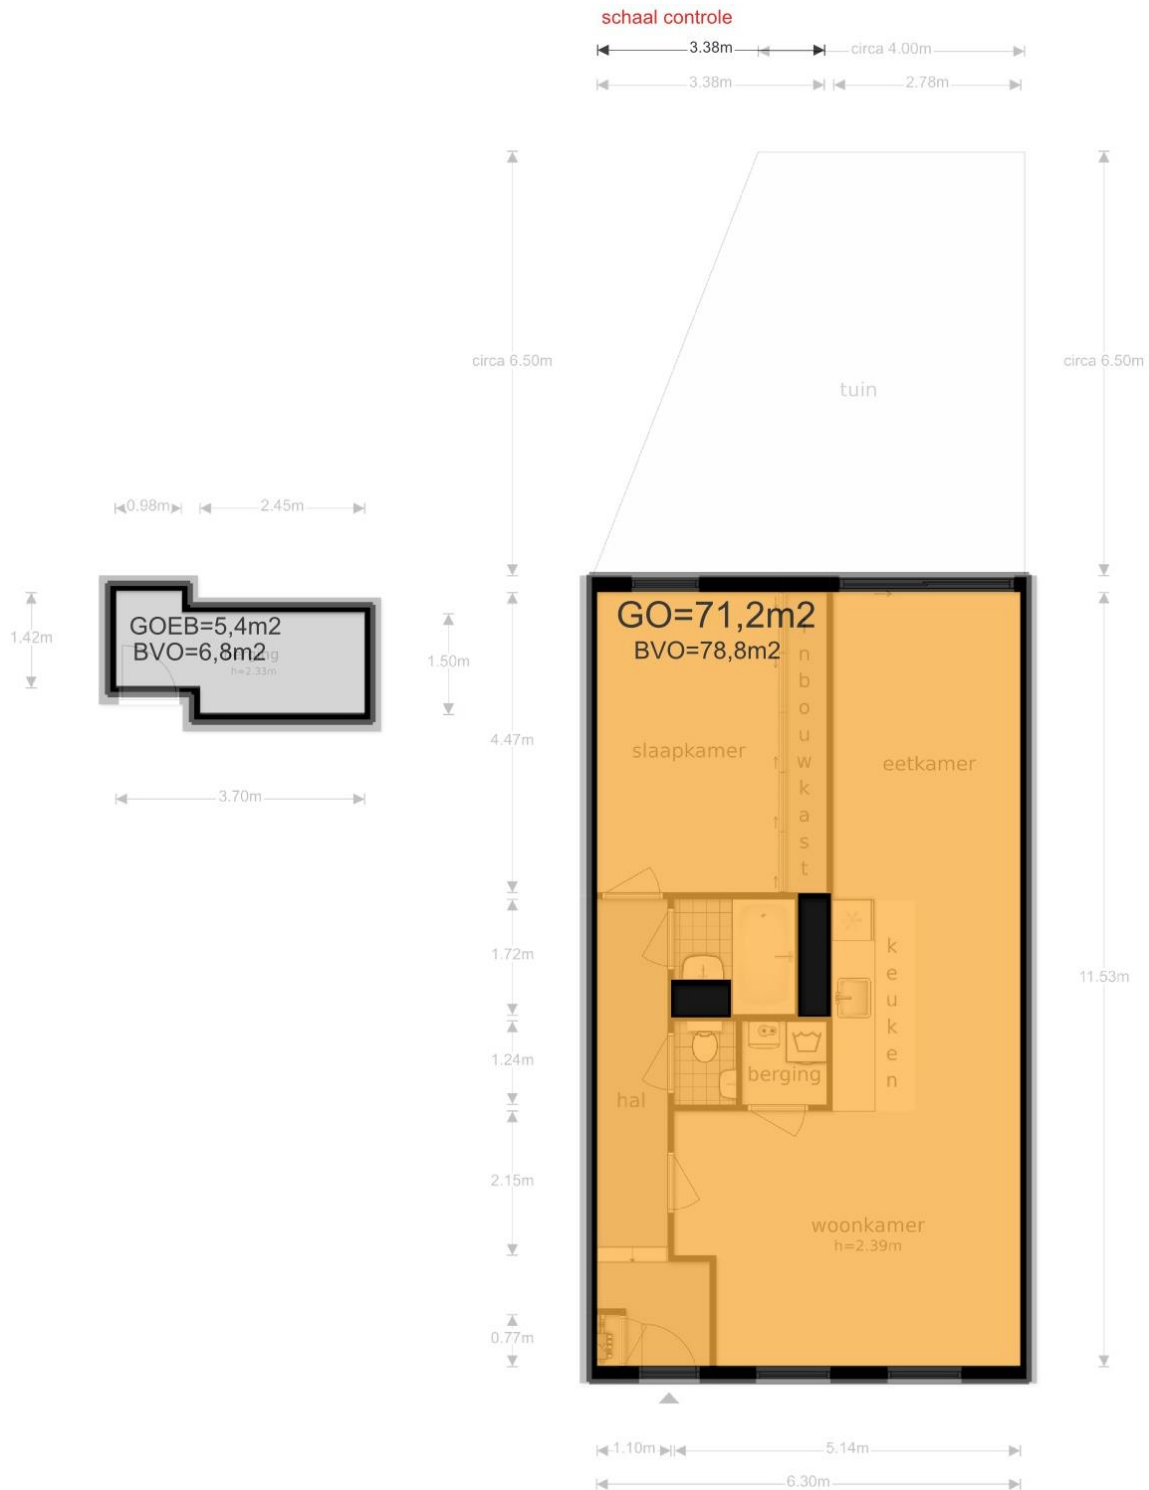 schaal controle
3.38m
circa 4.00m
3.38m
2.78m
circa 6.50m
circa 6.50m
tuin
0.98m
2.45m
1.42m
GOEB=5,4m2
BVO=6,8m2
h=2.33m
1.50m
3.70m
GO=71,2m2
BVO=78,8m2
4.47m
slaapkamer
nbouwkast
eetkamer
1.72m
keuken
11.53m
1.24m
berging
hal
2.15m
woonkamer
h=2.39m
0.77m
1.10m
5.14m
6.30m